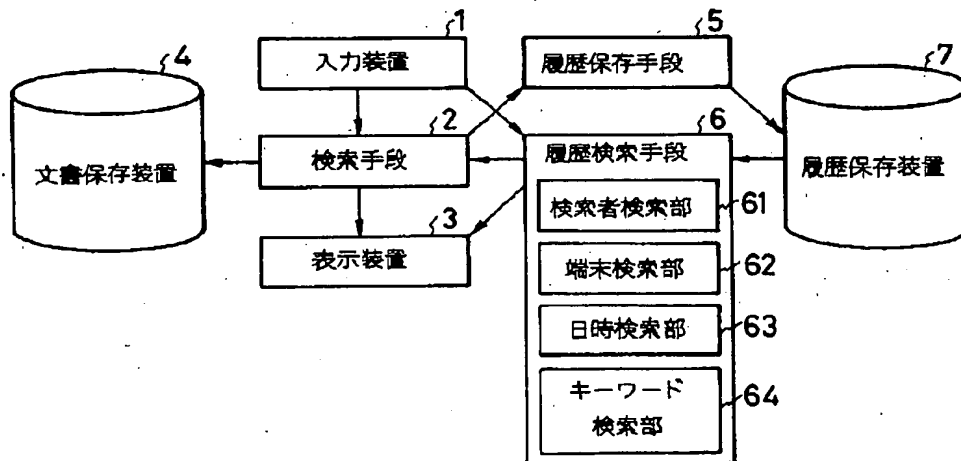 1
入力装置
5
履歴保存手段
4
文書保存装置
7
履歴保存装置
2
検索手段
6
履歴検索手段
検索者検索部
61
3
表示装置
端末検索部
62
日時検索部
63
キーワード
検索部
64